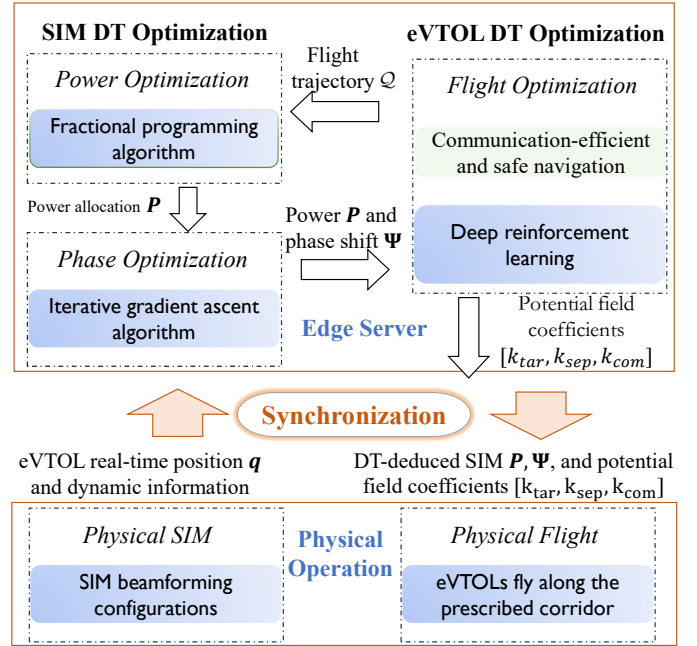 SIM DT Optimization
eVTOL DT Optimization
Power Optimization
Fractional programming
algorithm
Flight
trajectory 𝒬
Flight Optimization
Communication-efficient
and safe navigation
Deep reinforcement
learning
Power allocation P
Power P and
phase shift Ψ
Phase Optimization
Iterative gradient ascent
algorithm
Edge Server
Potential field
coefficients
[k_tar, k_sep, k_com]
Synchronization
eVTOL real-time position q
and dynamic information
DT-deduced SIM P, Ψ, and potential
field coefficients [k_tar, k_sep, k_com]
Physical SIM
SIM beamforming
configurations
Physical
Operation
Physical Flight
eVTOLs fly along the
prescribed corridor